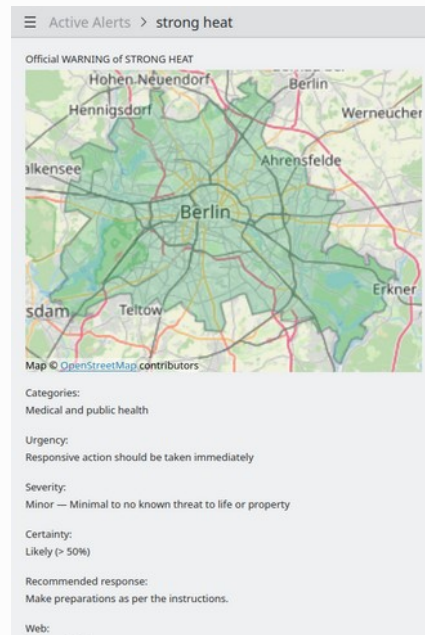 ☰ Active Alerts > strong heat
Official WARNING of STRONG HEAT
Hohen Neuendorf
Berlin
Hennigsdorf
Werneuchen
alkensee
Ahrensfelde
Berlin
Erkner
sdam
Teltow
Map © OpenStreetMap contributors
Categories:
Medical and public health
Urgency:
Responsive action should be taken immediately
Severity:
Minor — Minimal to no known threat to life or property
Certainty:
Likely (> 50%)
Recommended response:
Make preparations as per the instructions.
Web: